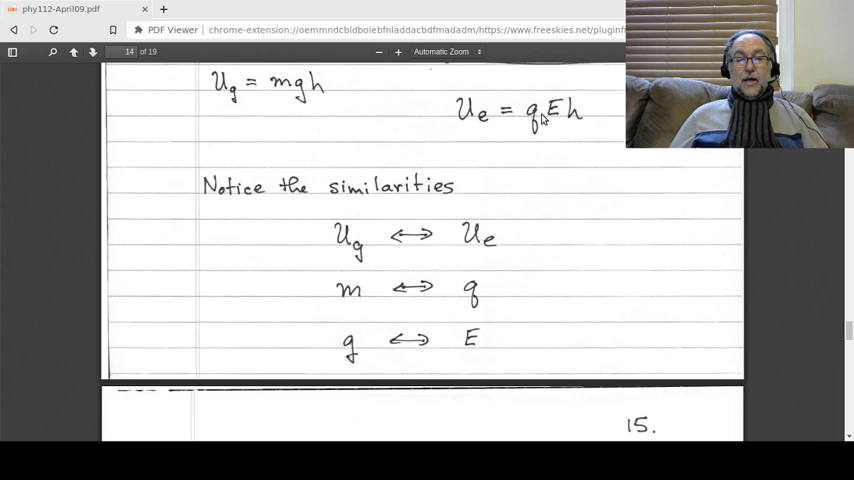 phy112-April09.pdf
PDF Viewer chrome-extension://oemmndcbldboiebfnladdacbdfmadadm/https://www.freeskies.net/pluginfi
14 of 19 Automatic Zoom
U_g = mgh
U_e = qEh
Notice the similarities
U_g ↔ U_e
m ↔ q
g ↔ E
15.